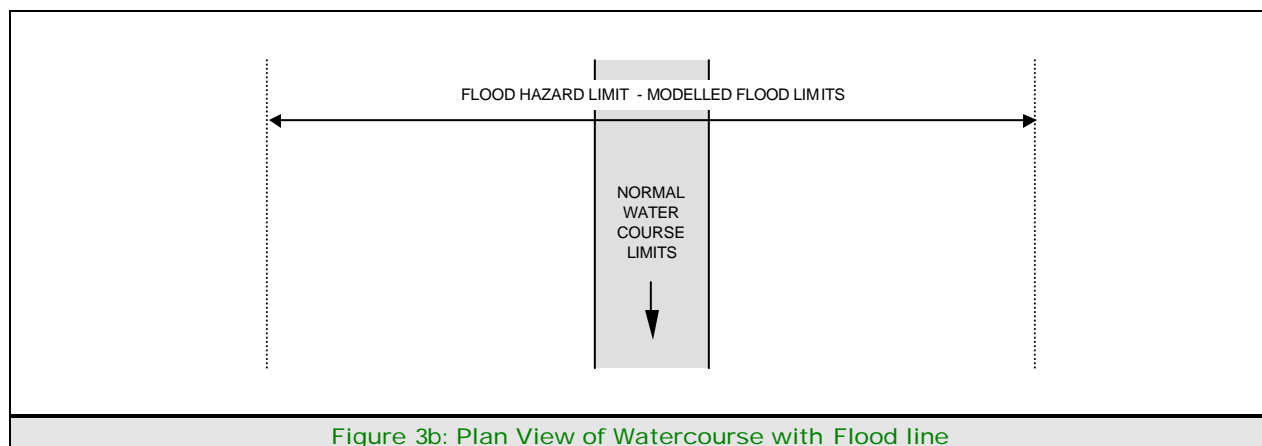 FLOOD HAZARD LIMIT - MODELLED FLOOD LIMITS
NORMAL
WATER
COURSE
LIMITS
Figure 3b: Plan View of Watercourse with Flood line